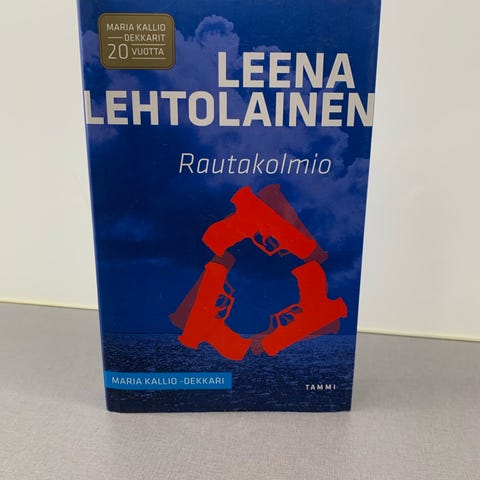 MARIA KALLIO
DEKKARIT
20 VUOTTA
LEENA
LEHTOLAINEN
Rautakolmio
MARIA KALLIO -DEKKARI
TAMMI